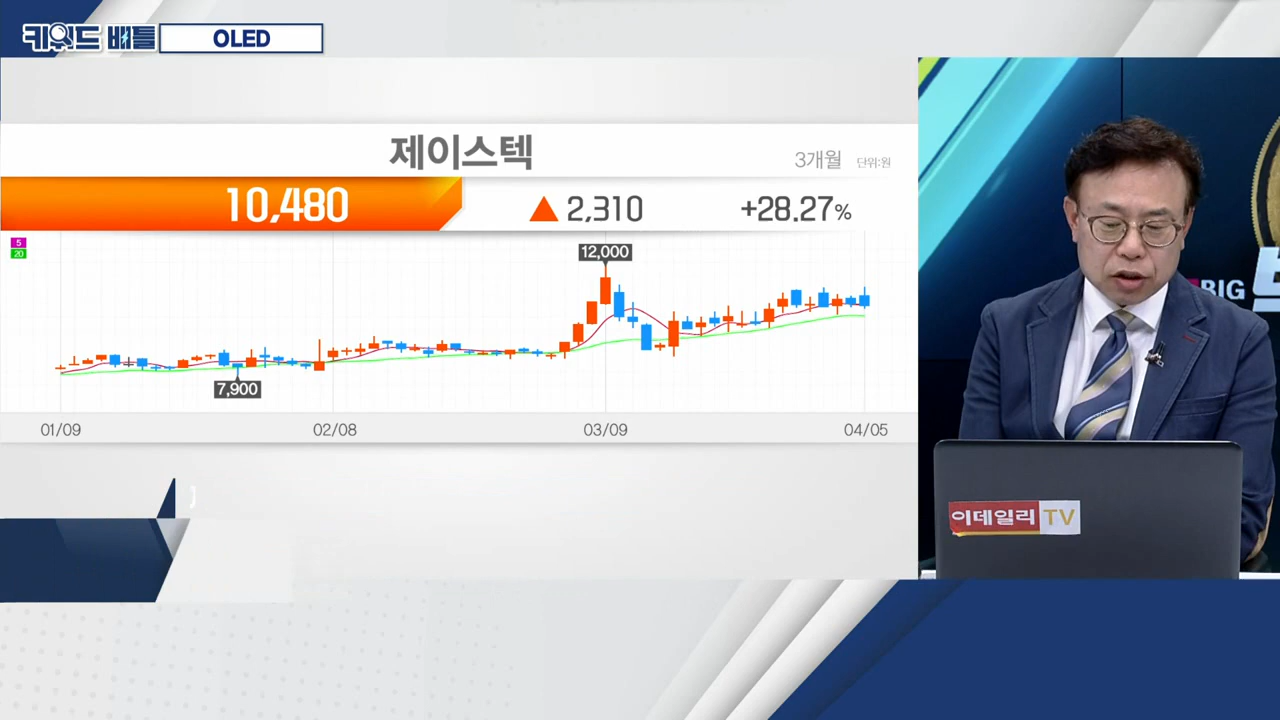 키워드 배틀
OLED
제이스텍
3개월 단위:원
10,480 ▲ 2,310 +28.27%
5
20
12,000
7,900
01/09 02/08 03/09 04/05
BIG
이데일리 TV